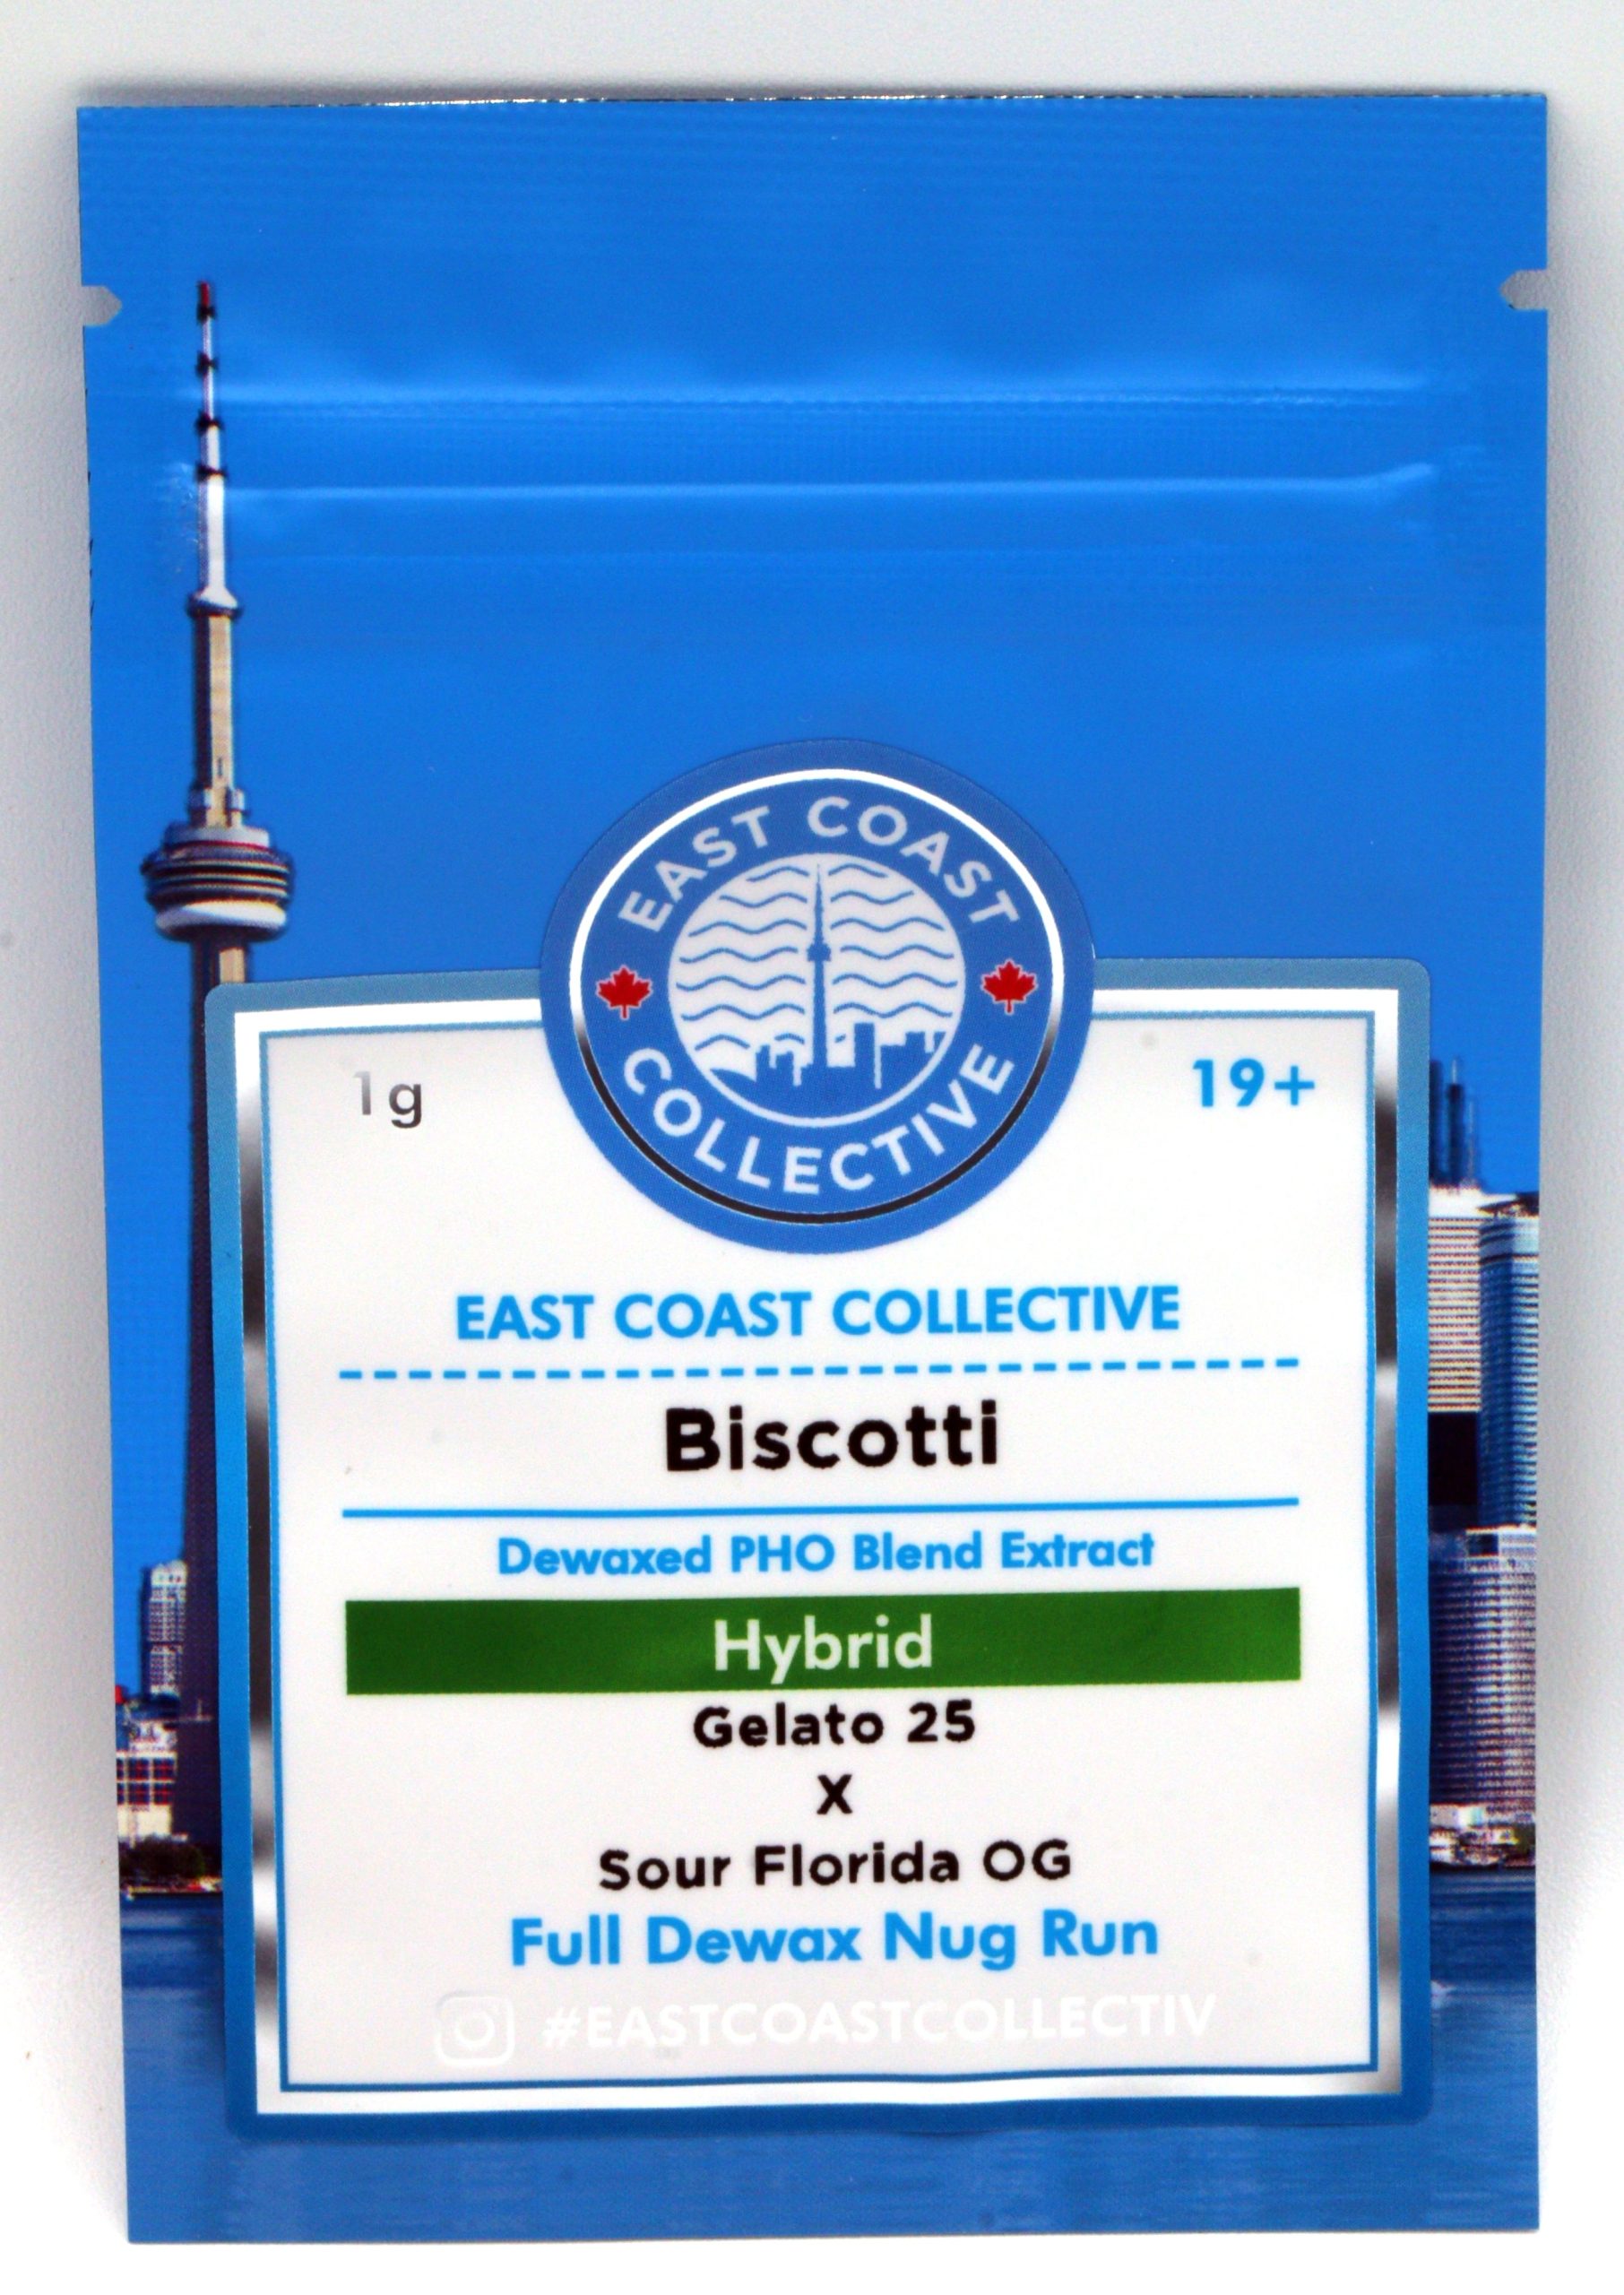 EAST COAST
COLLECTIVE
1g
19+
EAST COAST COLLECTIVE
Biscotti
Dewaxed PHO Blend Extract
Hybrid
Gelato 25
X
Sour Florida OG
Full Dewax Nug Run
#EASTCOASTCOLLECTIV